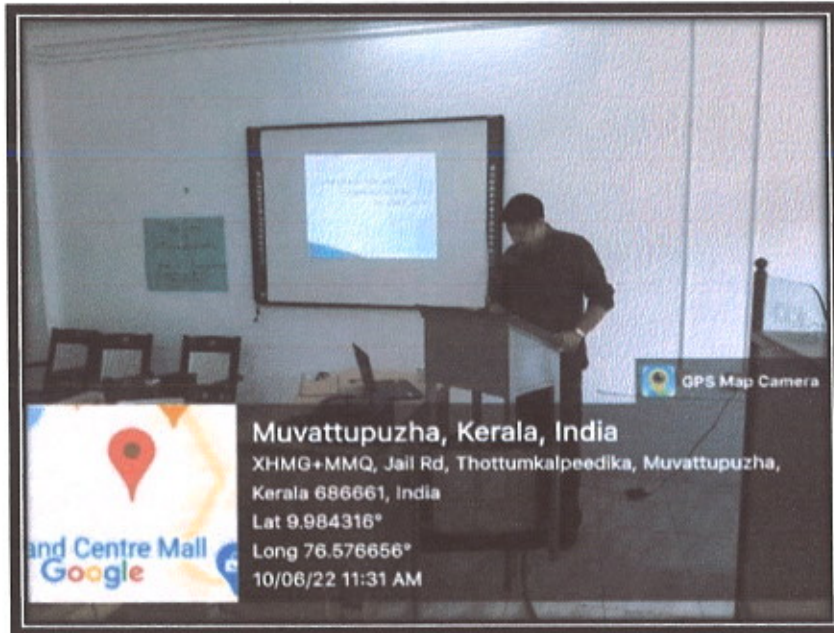 GPS Map Camera
Muvattupuzha, Kerala, India
XHMG+MMQ, Jail Rd, Thottumkalpeedika, Muvattupuzha,
Kerala 686661, India
Lat 9.984316°
Long 76.576656°
10/06/22 11:31 AM
and Centre Mall
Google